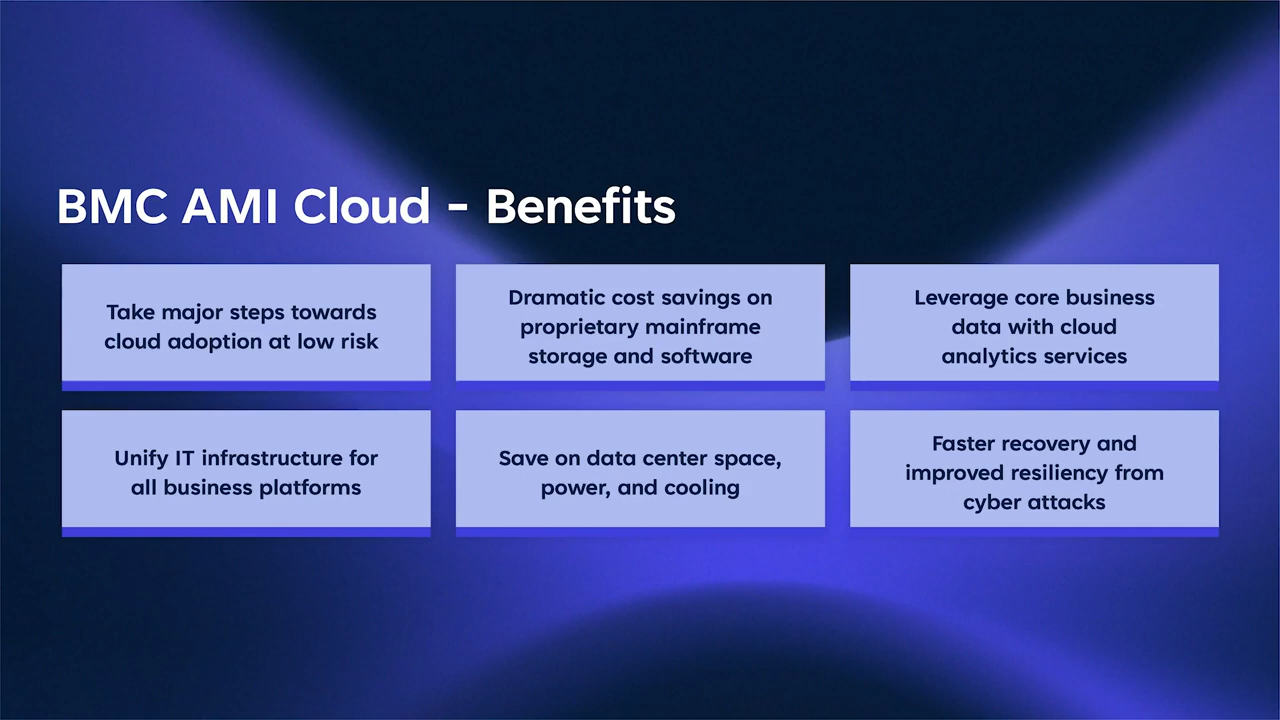 BMC AMI Cloud - Benefits
Take major steps towards
cloud adoption at low risk
Dramatic cost savings on
proprietary mainframe
storage and software
Leverage core business
data with cloud
analytics services
Unify IT infrastructure for
all business platforms
Save on data center space,
power, and cooling
Faster recovery and
improved resiliency from
cyber attacks